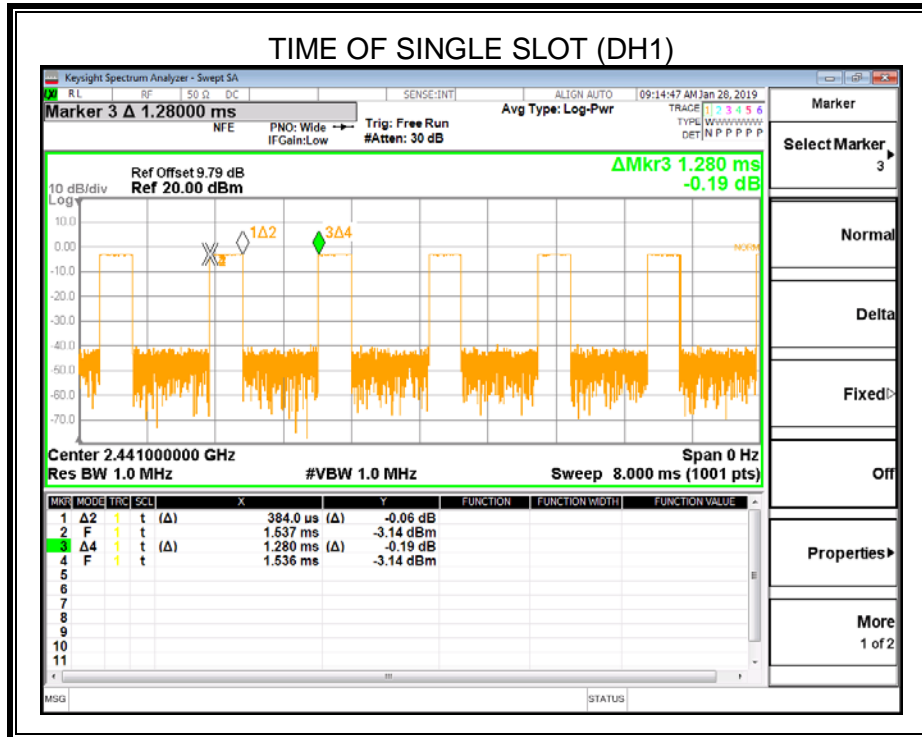 TIME OF SINGLE SLOT (DH1)
Keysight Spectrum Analyzer - Swept SA
RL RF 50 Ω DC SENSE:INT ALIGN AUTO 09:14:47 AM Jan 28, 2019
Marker 3 Δ 1.28000 ms
Avg Type: Log-Pwr
TRACE 1 2 3 4 5 6
NFE PNO: Wide Trig: Free Run
TYPE WWWWWW
IFGain:Low #Atten: 30 dB
DET N P P P P P
ΔMkr3 1.280 ms
-0.19 dB
Ref Offset 9.79 dB
10 dB/div Ref 20.00 dBm
Log
10.0
0.00
-10.0
-20.0
-30.0
-40.0
-50.0
-60.0
-70.0
1Δ2 3Δ4
NORM
Center 2.441000000 GHz Span 0 Hz
Res BW 1.0 MHz #VBW 1.0 MHz Sweep 8.000 ms (1001 pts)
MKR MODE TRC SCL X Y FUNCTION FUNCTION WIDTH FUNCTION VALUE
1 Δ2 1 t (Δ) 384.0 us (Δ) -0.06 dB
2 F 1 t 1.537 ms -3.14 dBm
3 Δ4 1 t (Δ) 1.280 ms (Δ) -0.19 dB
4 F 1 t 1.536 ms -3.14 dBm
5
6
7
8
9
10
11
MSG STATUS
Marker
Select Marker
3
Normal
Delta
Fixed
Off
Properties
More
1 of 2